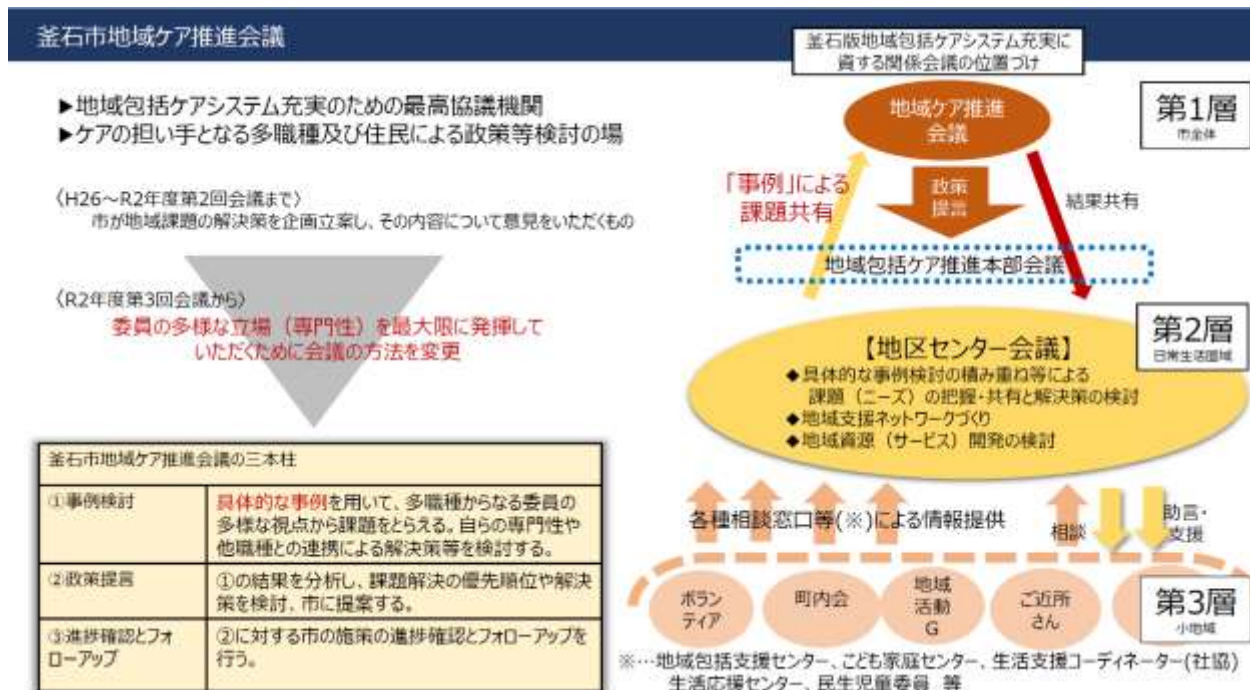 釜石市地域ケア推進会議
▶地域包括ケアシステム充実のための最高協議機関
▶ケアの担い手となる多職種及び住民による政策等検討の場
〈H26～R2年度第2回会議まで〉
市が地域課題の解決策を企画立案し、その内容について意見をいただくもの
〈R2年度第3回会議から〉
委員の多様な立場（専門性）を最大限に発揮して
いただくために会議の方法を変更
釜石市地域ケア推進会議の三本柱
①事例検討
具体的な事例を用いて、多職種からなる委員の
多様な視点から課題をとらえる。自らの専門性や
他職種との連携による解決策等を検討する。
②政策提言
①の結果を分析し、課題解決の優先順位や解決
策を検討、市に提案する。
③進捗確認とフォ
ローアップ
②に対する市の施策の進捗確認とフォローアップを
行う。
釜石版地域包括ケアシステム充実に
資する関係会議の位置づけ
地域ケア推進
会議
第1層
市全体
「事例」による
課題共有
政策
提言
結果共有
地域包括ケア推進本部会議
第2層
日常生活圏域
【地区センター会議】
◆具体的な事例検討の積み重ね等による
課題（ニーズ）の把握・共有と解決策の検討
◆地域支援ネットワークづくり
◆地域資源（サービス）開発の検討
各種相談窓口等(※)による情報提供
相談
助言・
支援
ボラン
ティア
町内会
地域
活動
G
ご近所
さん
第3層
小地域
※…地域包括支援センター、こども家庭センター、生活支援コーディネーター(社協)
生活応援センター、民生児童委員 等